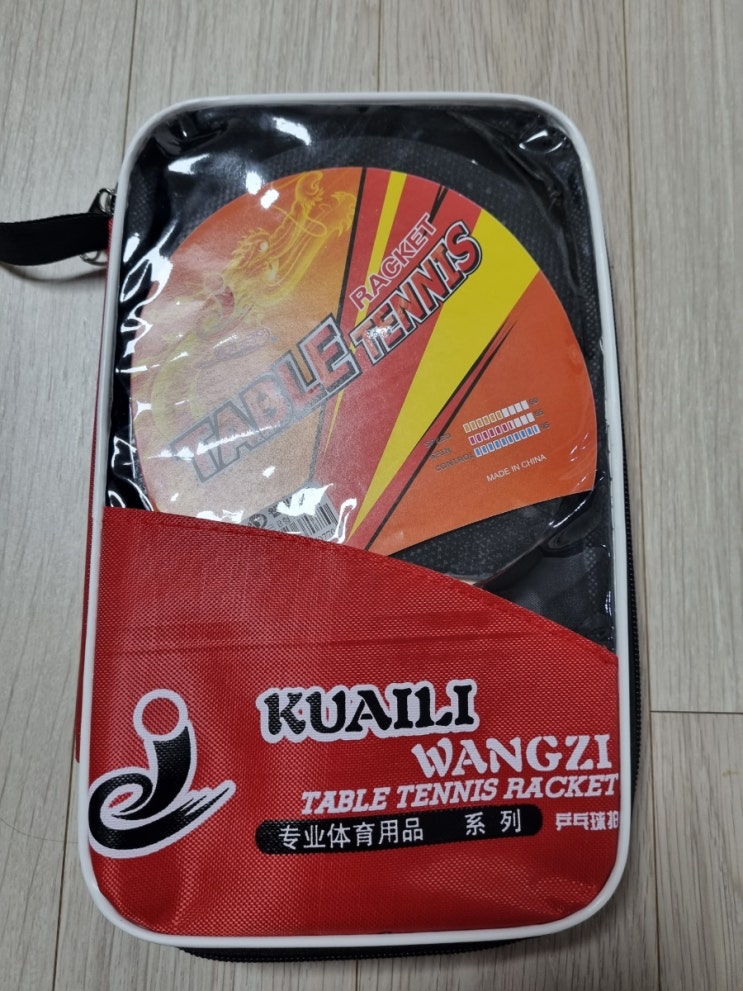 RACKET
TABLE TENNIS
MADE IN CHINA
KUAILI
WANGZI
TABLE TENNIS RACKET
专业体育用品 系列
乒乓球拍